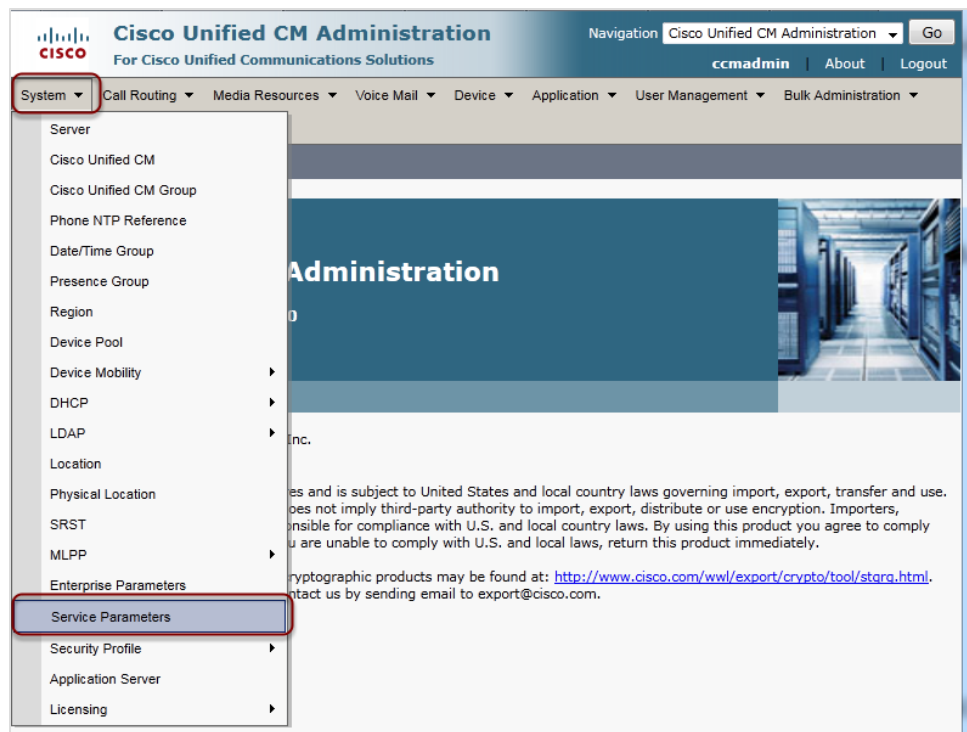 CISCO
Cisco Unified CM Administration
For Cisco Unified Communications Solutions
Navigation Cisco Unified CM Administration Go
ccmadmin | About | Logout
System Call Routing Media Resources Voice Mail Device Application User Management Bulk Administration
Server
Cisco Unified CM
Cisco Unified CM Group
Phone NTP Reference
Date/Time Group
Presence Group
Region
Device Pool
Device Mobility
DHCP
LDAP
Location
Physical Location
SRST
MLPP
Enterprise Parameters
Service Parameters
Security Profile
Application Server
Licensing
Administration
0
Inc.
es and is subject to United States and local country laws governing import, export, transfer and use.
oes not imply third-party authority to import, export, distribute or use encryption. Importers,
onsible for compliance with U.S. and local country laws. By using this product you agree to comply
u are unable to comply with U.S. and local laws, return this product immediately.
ryptographic products may be found at: http://www.cisco.com/wwl/export/crypto/tool/stqrg.html.
ntact us by sending email to export@cisco.com.